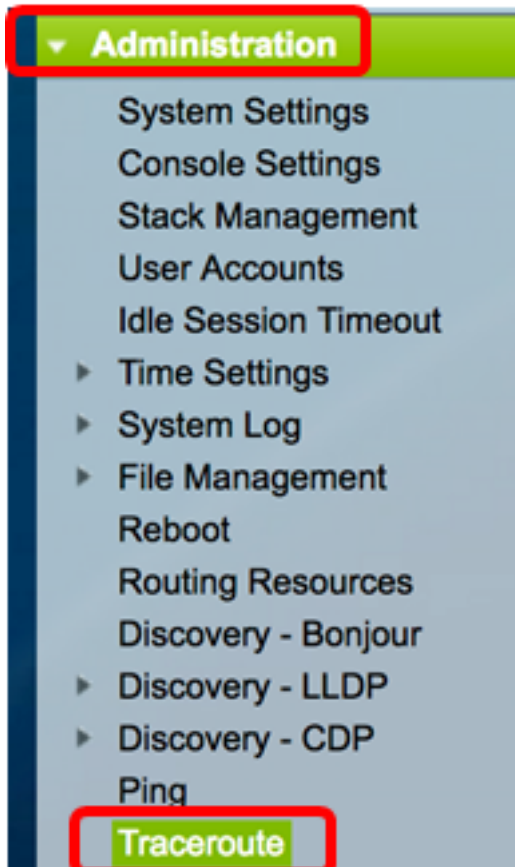 Administration
System Settings
Console Settings
Stack Management
User Accounts
Idle Session Timeout
Time Settings
System Log
File Management
Reboot
Routing Resources
Discovery - Bonjour
Discovery - LLDP
Discovery - CDP
Ping
Traceroute